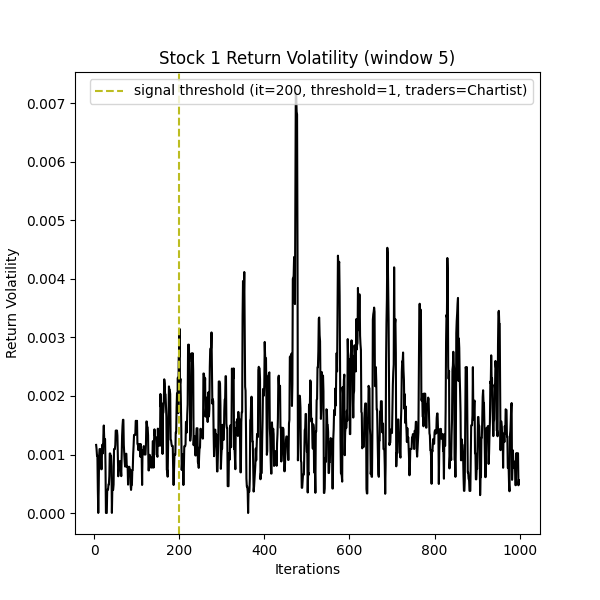 Stock 1 Return Volatility (window 5)
signal threshold (it=200, threshold=1, traders=Chartist)
0.007
0.006
0.005
0.004
0.003
0.002
0.001
0.000
Return Volatility
0 200 400 600 800 1000
Iterations